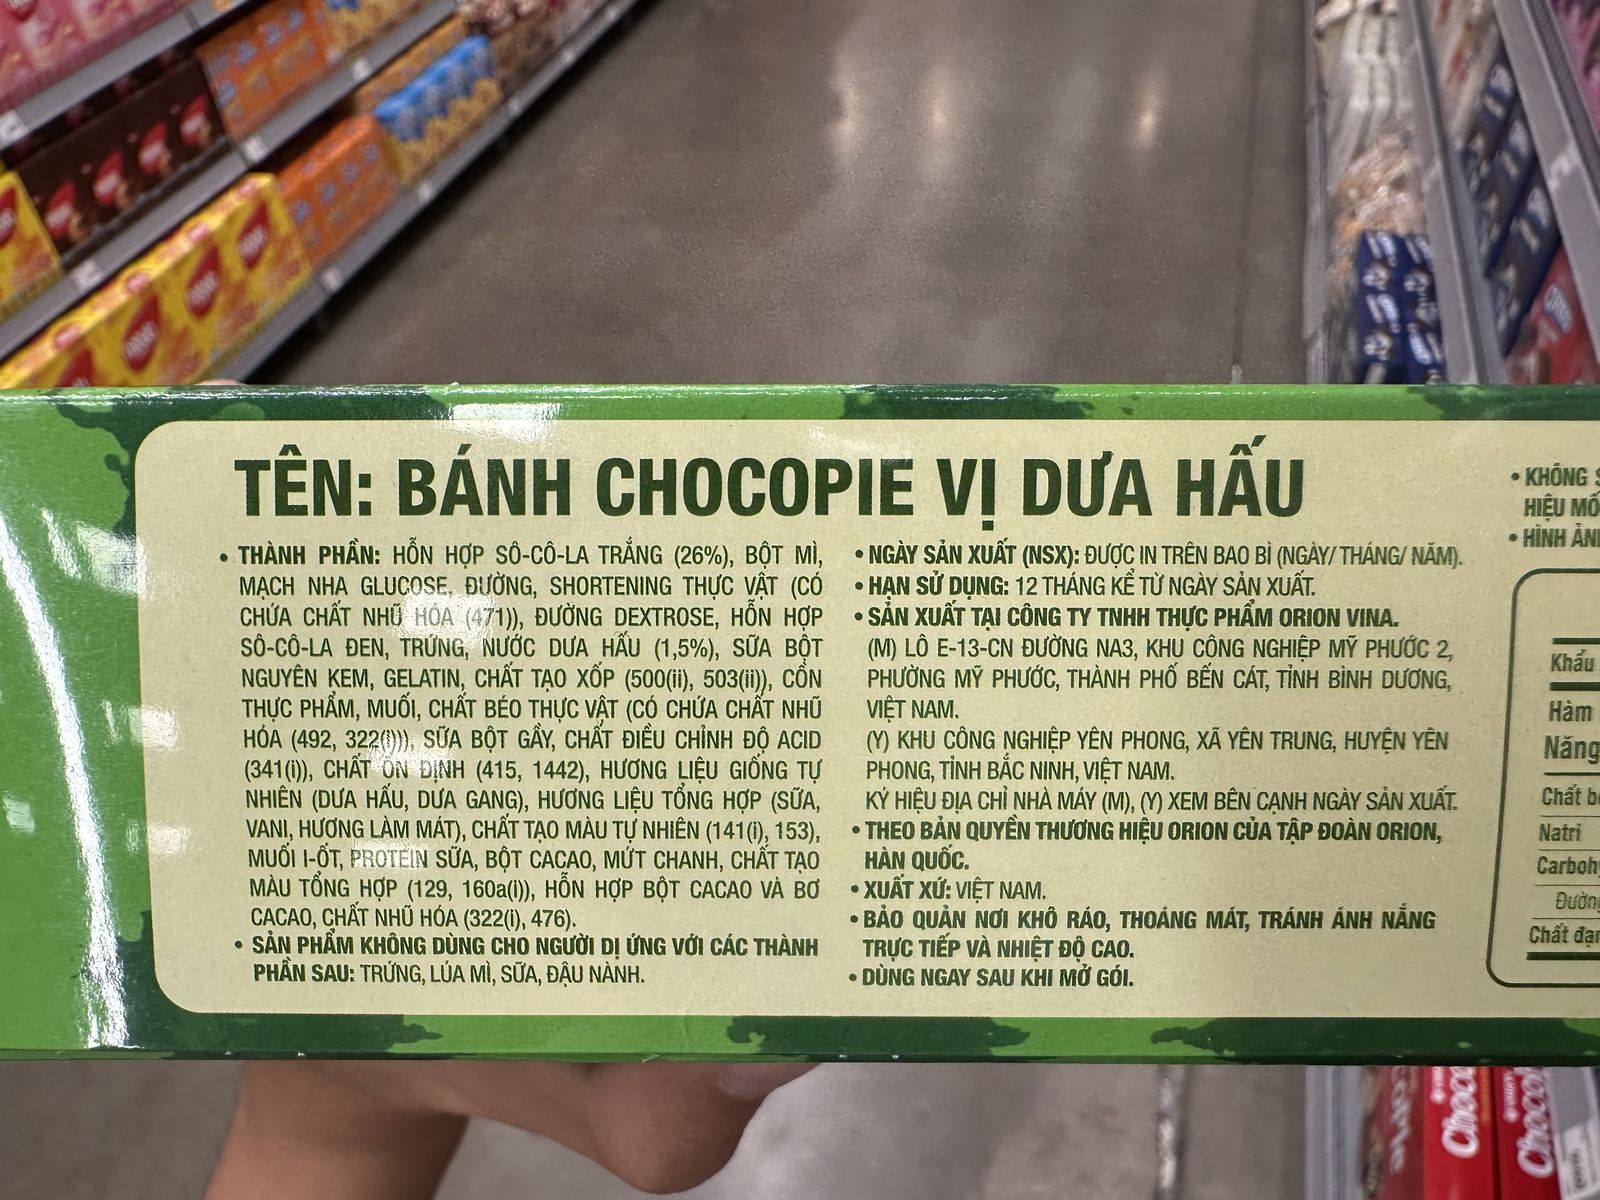 TÊN: BÁNH CHOCOPIE VỊ DƯA HẤU
• THÀNH PHẦN: HỖN HỢP SÔ-CÔ-LA TRẮNG (26%), BỘT MÌ,
MẠCH NHA GLUCOSE, ĐƯỜNG, SHORTENING THỰC VẬT (CÓ
CHỨA CHẤT NHŨ HÓA (471)), ĐƯỜNG DEXTROSE, HỖN HỢP
SÔ-CÔ-LA ĐEN, TRỨNG, NƯỚC DƯA HẤU (1,5%), SỮA BỘT
NGUYÊN KEM, GELATIN, CHẤT TẠO XỐP (500(ii), 503(ii)), CỒN
THỰC PHẨM, MUỐI, CHẤT BÉO THỰC VẬT (CÓ CHỨA CHẤT NHŨ
HÓA (492, 322(i))), SỮA BỘT GẦY, CHẤT ĐIỀU CHỈNH ĐỘ ACID
(341(i)), CHẤT ỔN ĐỊNH (415, 1442), HƯƠNG LIỆU GIỐNG TỰ
NHIÊN (DƯA HẤU, DƯA GANG), HƯƠNG LIỆU TỔNG HỢP (SỮA,
VANI, HƯƠNG LÀM MÁT), CHẤT TẠO MÀU TỰ NHIÊN (141(i), 153),
MUỐI I-ỐT, PROTEIN SỮA, BỘT CACAO, MỨT CHANH, CHẤT TẠO
MÀU TỔNG HỢP (129, 160a(i)), HỖN HỢP BỘT CACAO VÀ BƠ
CACAO, CHẤT NHŨ HÓA (322(i), 476).
• SẢN PHẨM KHÔNG DÙNG CHO NGƯỜI DỊ ỨNG VỚI CÁC THÀNH
PHẦN SAU: TRỨNG, LÚA MÌ, SỮA, ĐẬU NÀNH.
• NGÀY SẢN XUẤT (NSX): ĐƯỢC IN TRÊN BAO BÌ (NGÀY/ THÁNG/ NĂM).
• HẠN SỬ DỤNG: 12 THÁNG KỂ TỪ NGÀY SẢN XUẤT.
• SẢN XUẤT TẠI CÔNG TY TNHH THỰC PHẨM ORION VINA.
(M) LÔ E-13-CN ĐƯỜNG NA3, KHU CÔNG NGHIỆP MỸ PHƯỚC 2,
PHƯỜNG MỸ PHƯỚC, THÀNH PHỐ BẾN CÁT, TỈNH BÌNH DƯƠNG,
VIỆT NAM.
(Y) KHU CÔNG NGHIỆP YÊN PHONG, XÃ YÊN TRUNG, HUYỆN YÊN
PHONG, TỈNH BẮC NINH, VIỆT NAM.
KÝ HIỆU ĐỊA CHỈ NHÀ MÁY (M), (Y) XEM BÊN CẠNH NGÀY SẢN XUẤT.
• THEO BẢN QUYỀN THƯƠNG HIỆU ORION CỦA TẬP ĐOÀN ORION,
HÀN QUỐC.
• XUẤT XỨ: VIỆT NAM.
• BẢO QUẢN NƠI KHÔ RÁO, THOÁNG MÁT, TRÁNH ÁNH NẮNG
TRỰC TIẾP VÀ NHIỆT ĐỘ CAO.
• DÙNG NGAY SAU KHI MỞ GÓI.
• KHÔNG
HIỆU
• HÌNH
Khẩu
Hàm
Năng
Chất
Natri
Chất